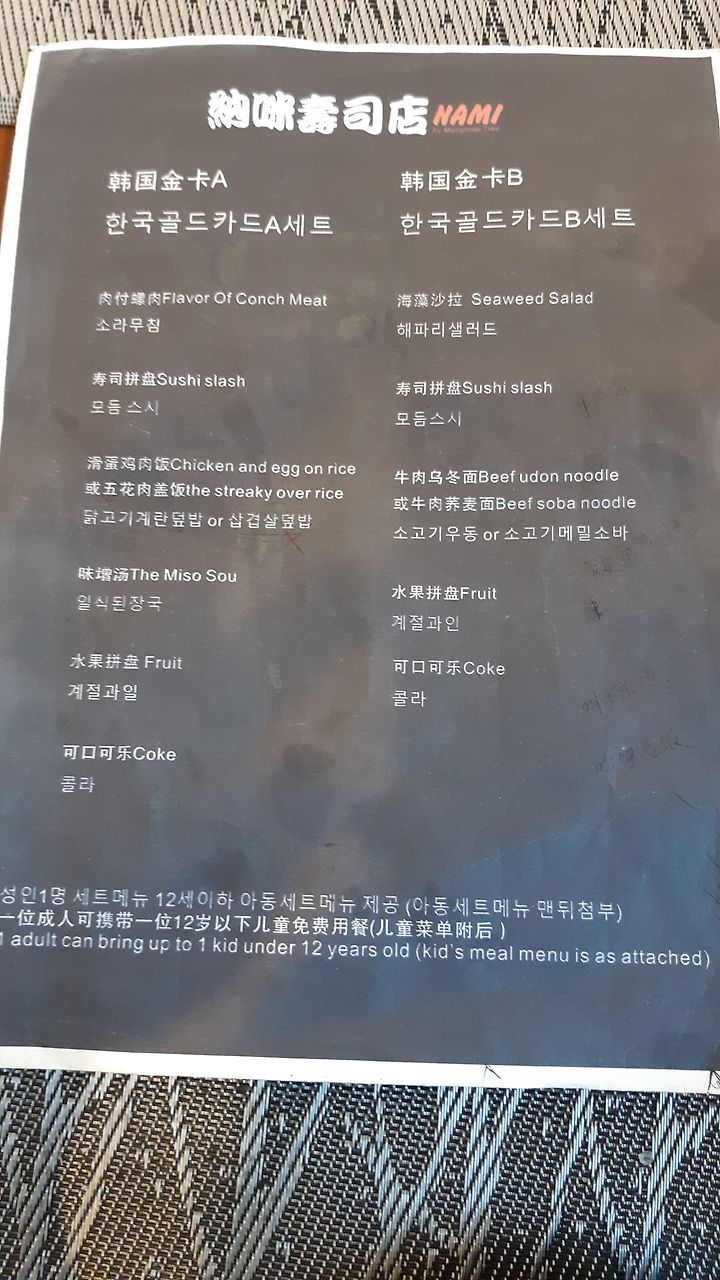 納咪壽司店 NAMI
by Mangrove Tree
韩国金卡A
한국골드카드A세트
肉付螺肉Flavor Of Conch Meat
소라무침
寿司拼盘Sushi slash
모듬 스시
滑蛋鸡肉饭Chicken and egg on rice
或五花肉盖饭the streaky over rice
닭고기계란덮밥 or 삽겹살덮밥
味增汤The Miso Sou
일식된장국
水果拼盘 Fruit
계절과일
可口可乐Coke
콜라
韩国金卡B
한국골드카드B세트
海藻沙拉 Seaweed Salad
해파리샐러드
寿司拼盘Sushi slash
모듬스시
牛肉乌冬面Beef udon noodle
或牛肉荞麦面Beef soba noodle
소고기우동 or 소고기메밀소바
水果拼盘Fruit
계절과인
可口可乐Coke
콜라
성인1명 세트메뉴 12세이하 아동세트메뉴 제공 (아동세트메뉴 맨뒤첨부)
一位成人可携带一位12岁以下儿童免费用餐(儿童菜单附后)
1 adult can bring up to 1 kid under 12 years old (kid's meal menu is as attached)